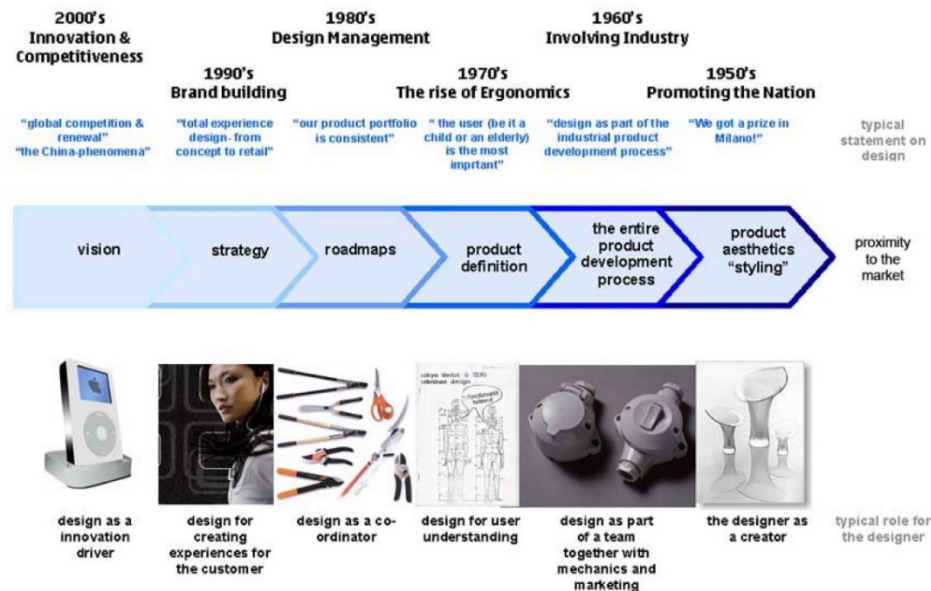 2000's
Innovation &
Competitiveness
1990's
Brand building
1980's
Design Management
1970's
The rise of Ergonomics
1960's
Involving Industry
1950's
Promoting the Nation
“global competition &
renewal”
“the China-phenomena”
“total experience
design- from
concept to retail”
“our product portfolio
is consistent”
“ the user (be it a
child or an elderly)
is the most
imprtant”
“design as part of the
industrial product
development process”
“We got a prize in
Milano!”
typical
statement on
design
vision
strategy
roadmaps
product
definition
the entire
product
development
process
product
aesthetics
“styling”
proximity
to the
market
design as a
innovation
driver
design for
creating
experiences for
the customer
design as a co-
ordinator
design for user
understanding
design as part
of a team
together with
mechanics and
marketing
the designer as
a creator
typical role for
the designer